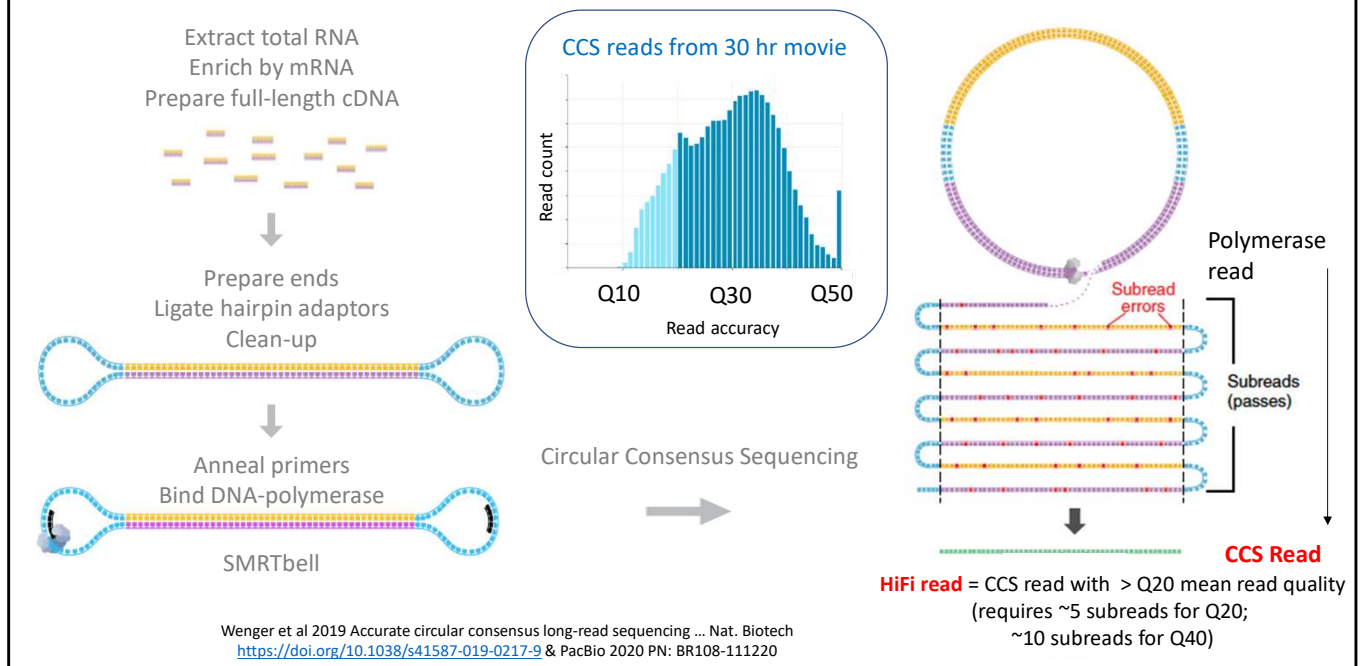 Extract total RNA
Enrich by mRNA
Prepare full-length cDNA
Prepare ends
Ligate hairpin adaptors
Clean-up
Anneal primers
Bind DNA-polymerase
SMRTbell
CCS reads from 30 hr movie
Read count
Q10
Q30
Q50
Read accuracy
Circular Consensus Sequencing
Polymerase
read
Subread
errors
Subreads
(passes)
CCS Read
HiFi read = CCS read with > Q20 mean read quality
(requires ~5 subreads for Q20;
~10 subreads for Q40)
Wenger et al 2019 Accurate circular consensus long-read sequencing ... Nat. Biotech
https://doi.org/10.1038/s41587-019-0217-9 & PacBio 2020 PN: BR108-111220